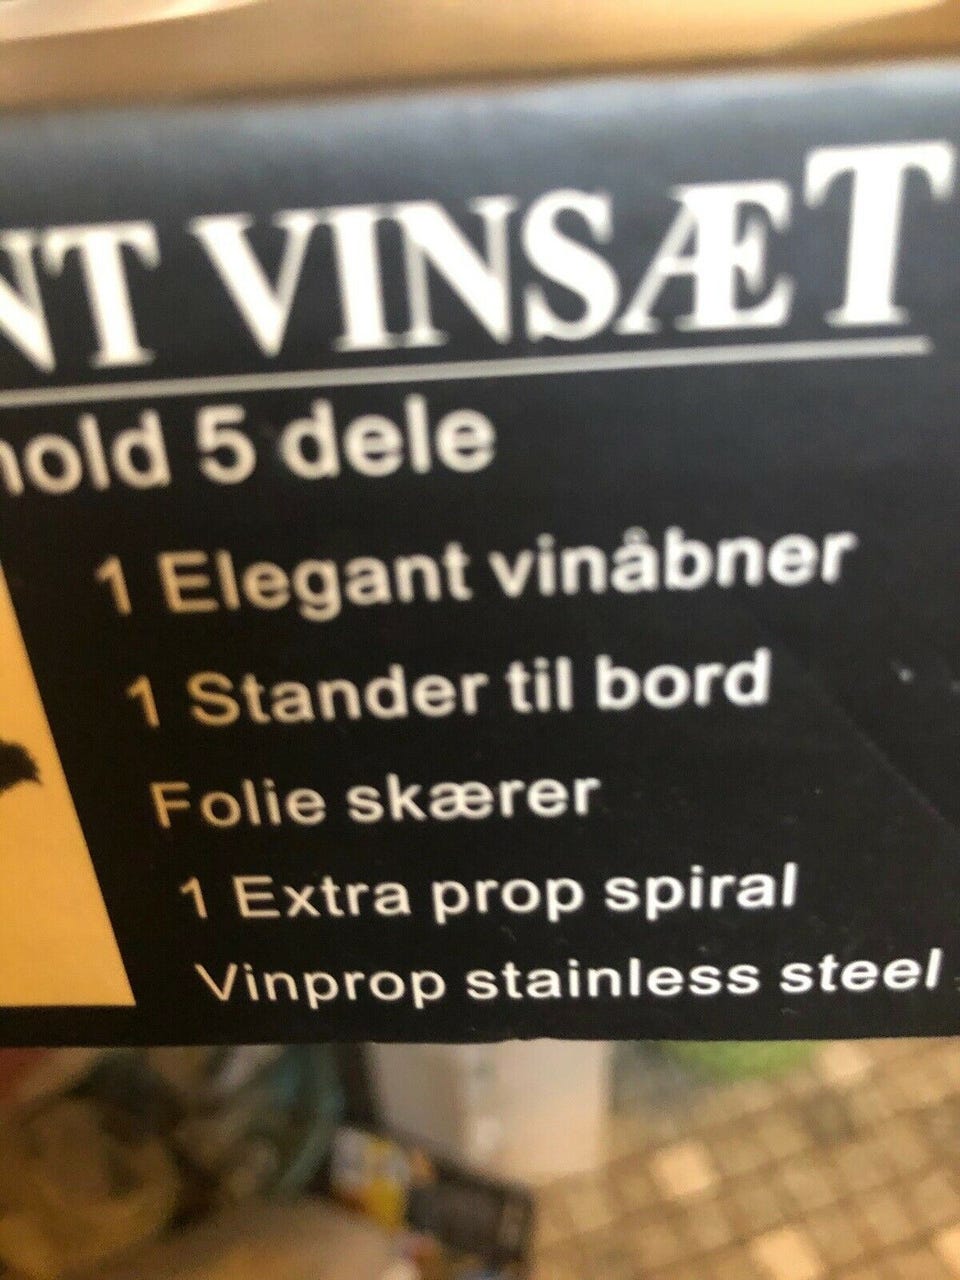 NT VINSÆT
hold 5 dele
1 Elegant vinåbner
1 Stander til bord
Folie skærer
1 Extra prop spiral
Vinprop stainless steel